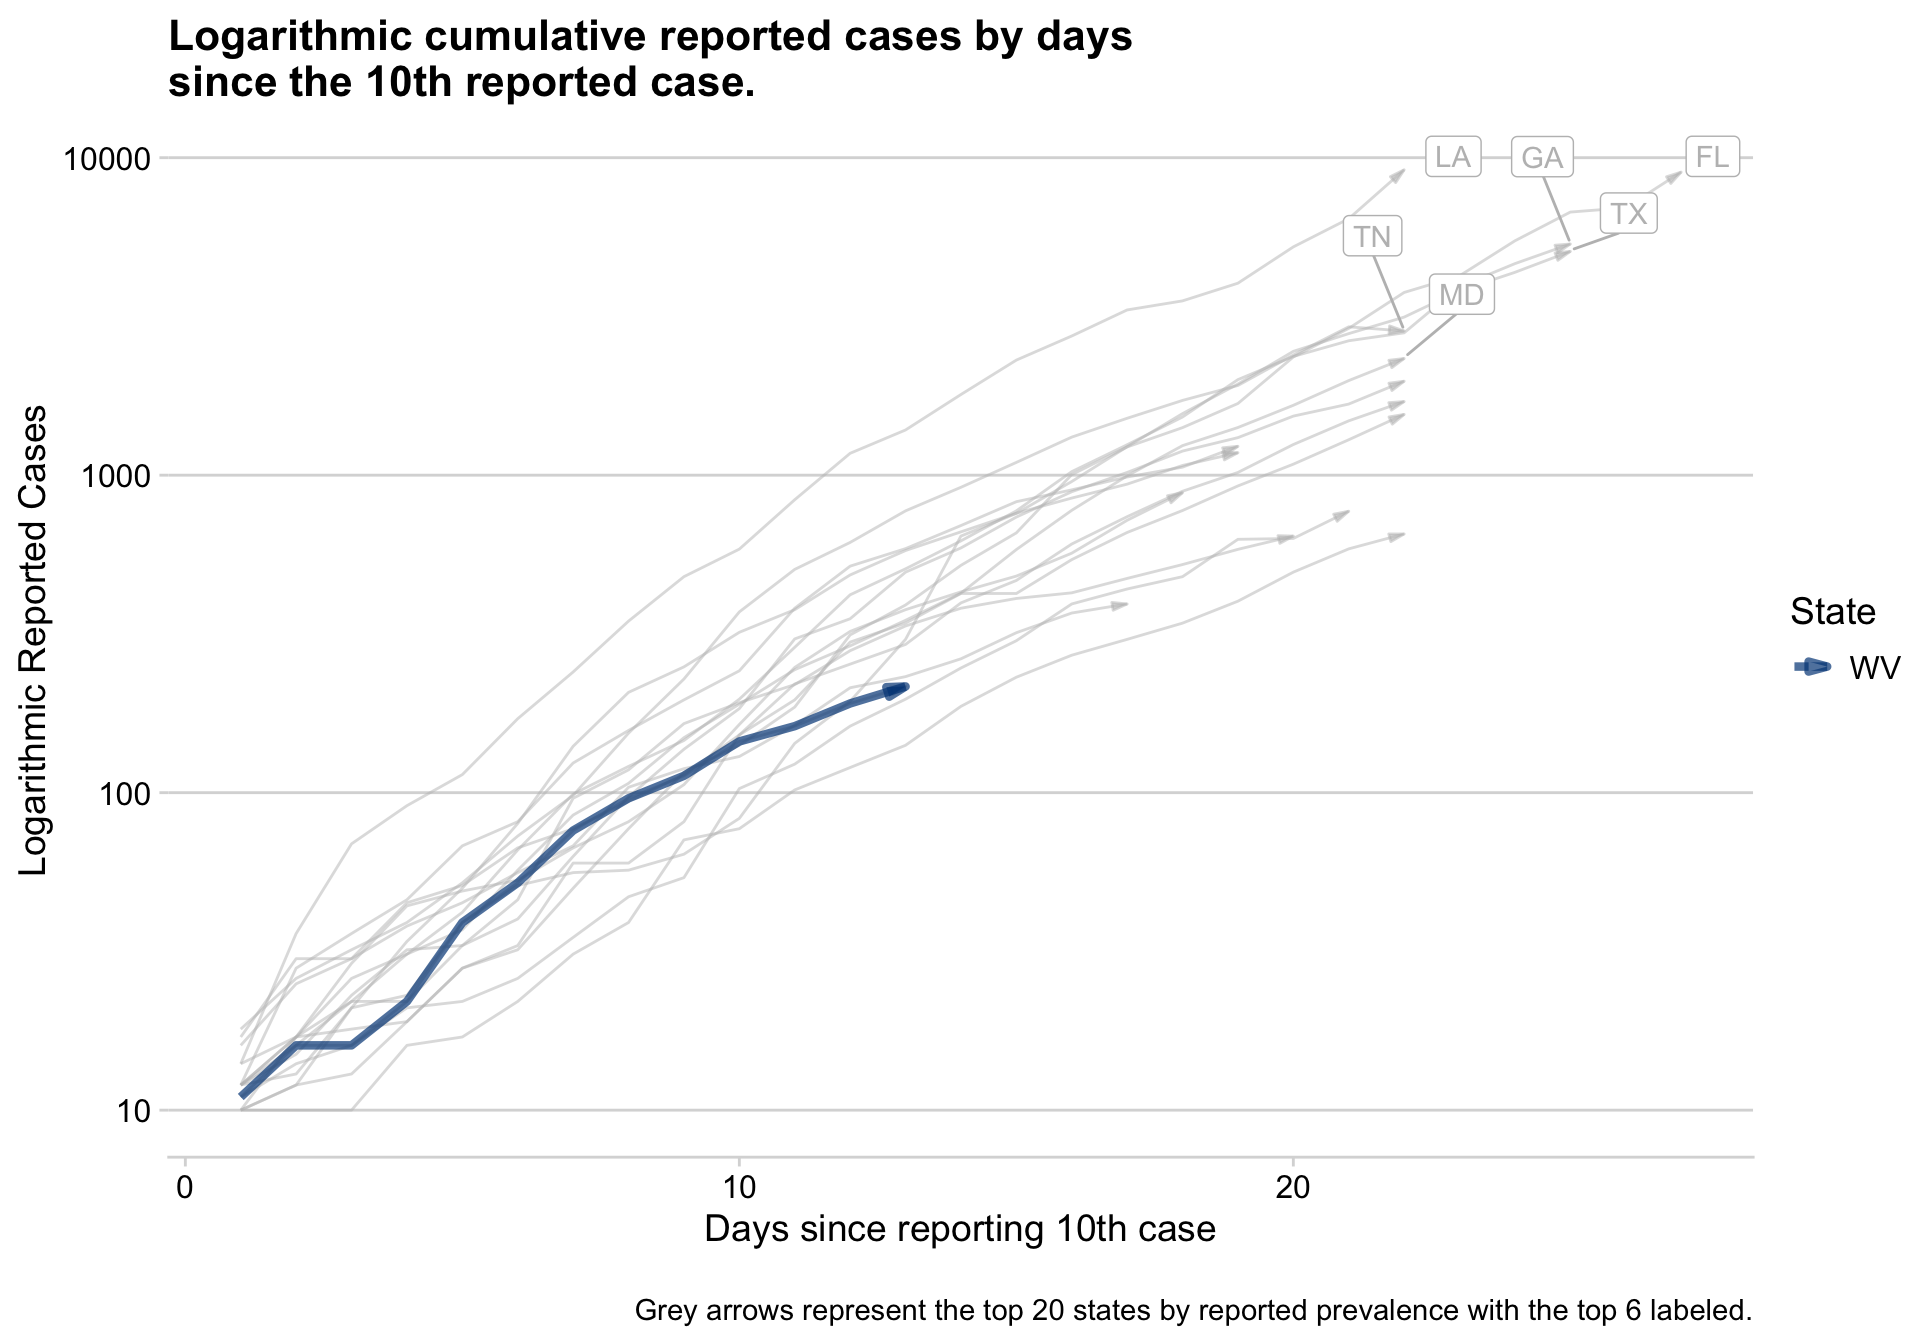 Logarithmic cumulative reported cases by days
since the 10th reported case.
10000
1000
100
10
Logarithmic Reported Cases
LA
GA
FL
TX
TN
MD
State
WV
0
10
20
Days since reporting 10th case
Grey arrows represent the top 20 states by reported prevalence with the top 6 labeled.